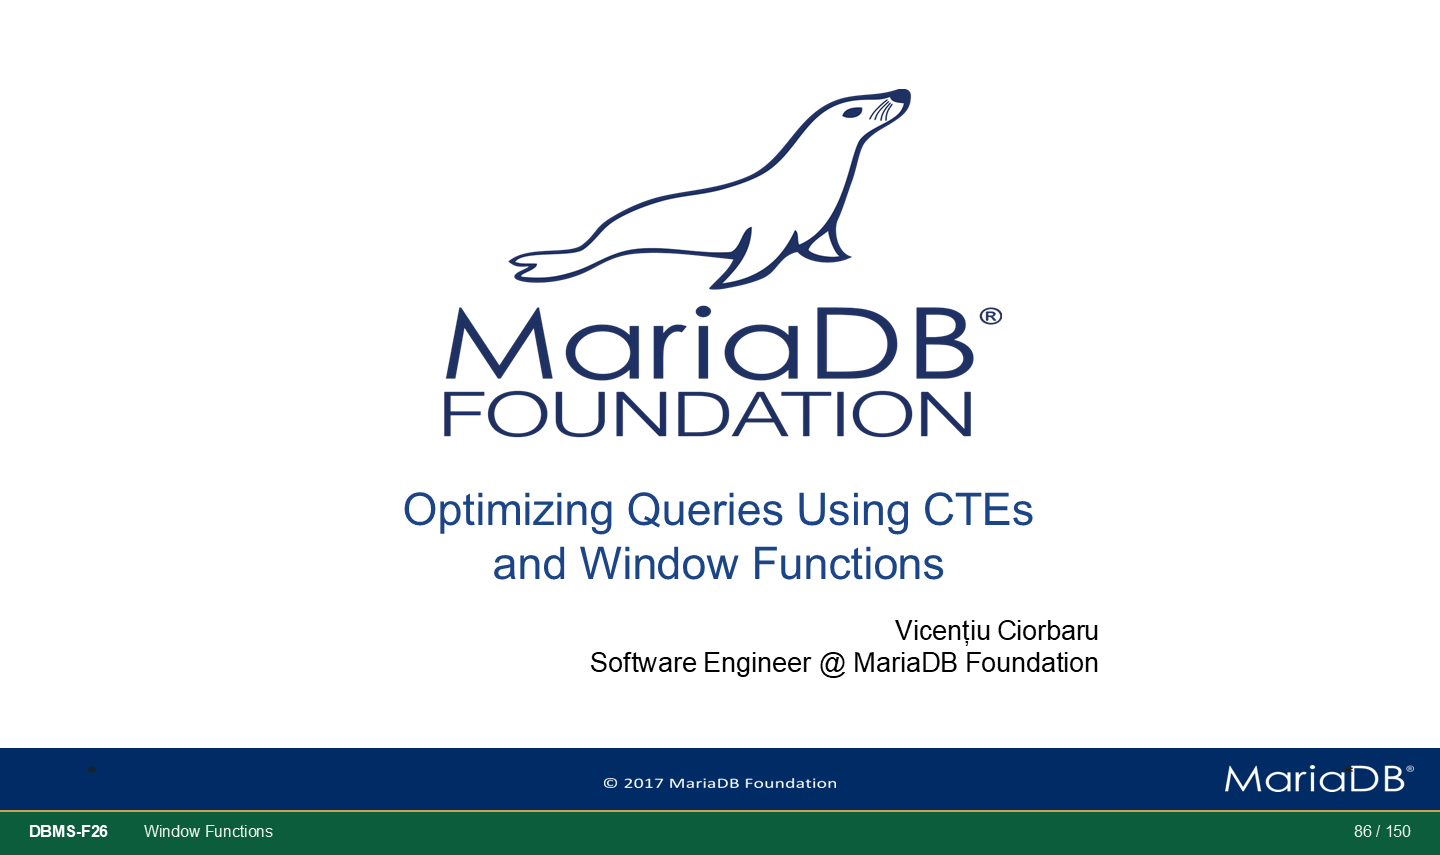 MariaDB®
FOUNDATION
Optimizing Queries Using CTEs
and Window Functions
Vicențiu Ciorbaru
Software Engineer @ MariaDB Foundation
© 2017 MariaDB Foundation
MariaDB®
DBMS-F26 Window Functions 86 / 150